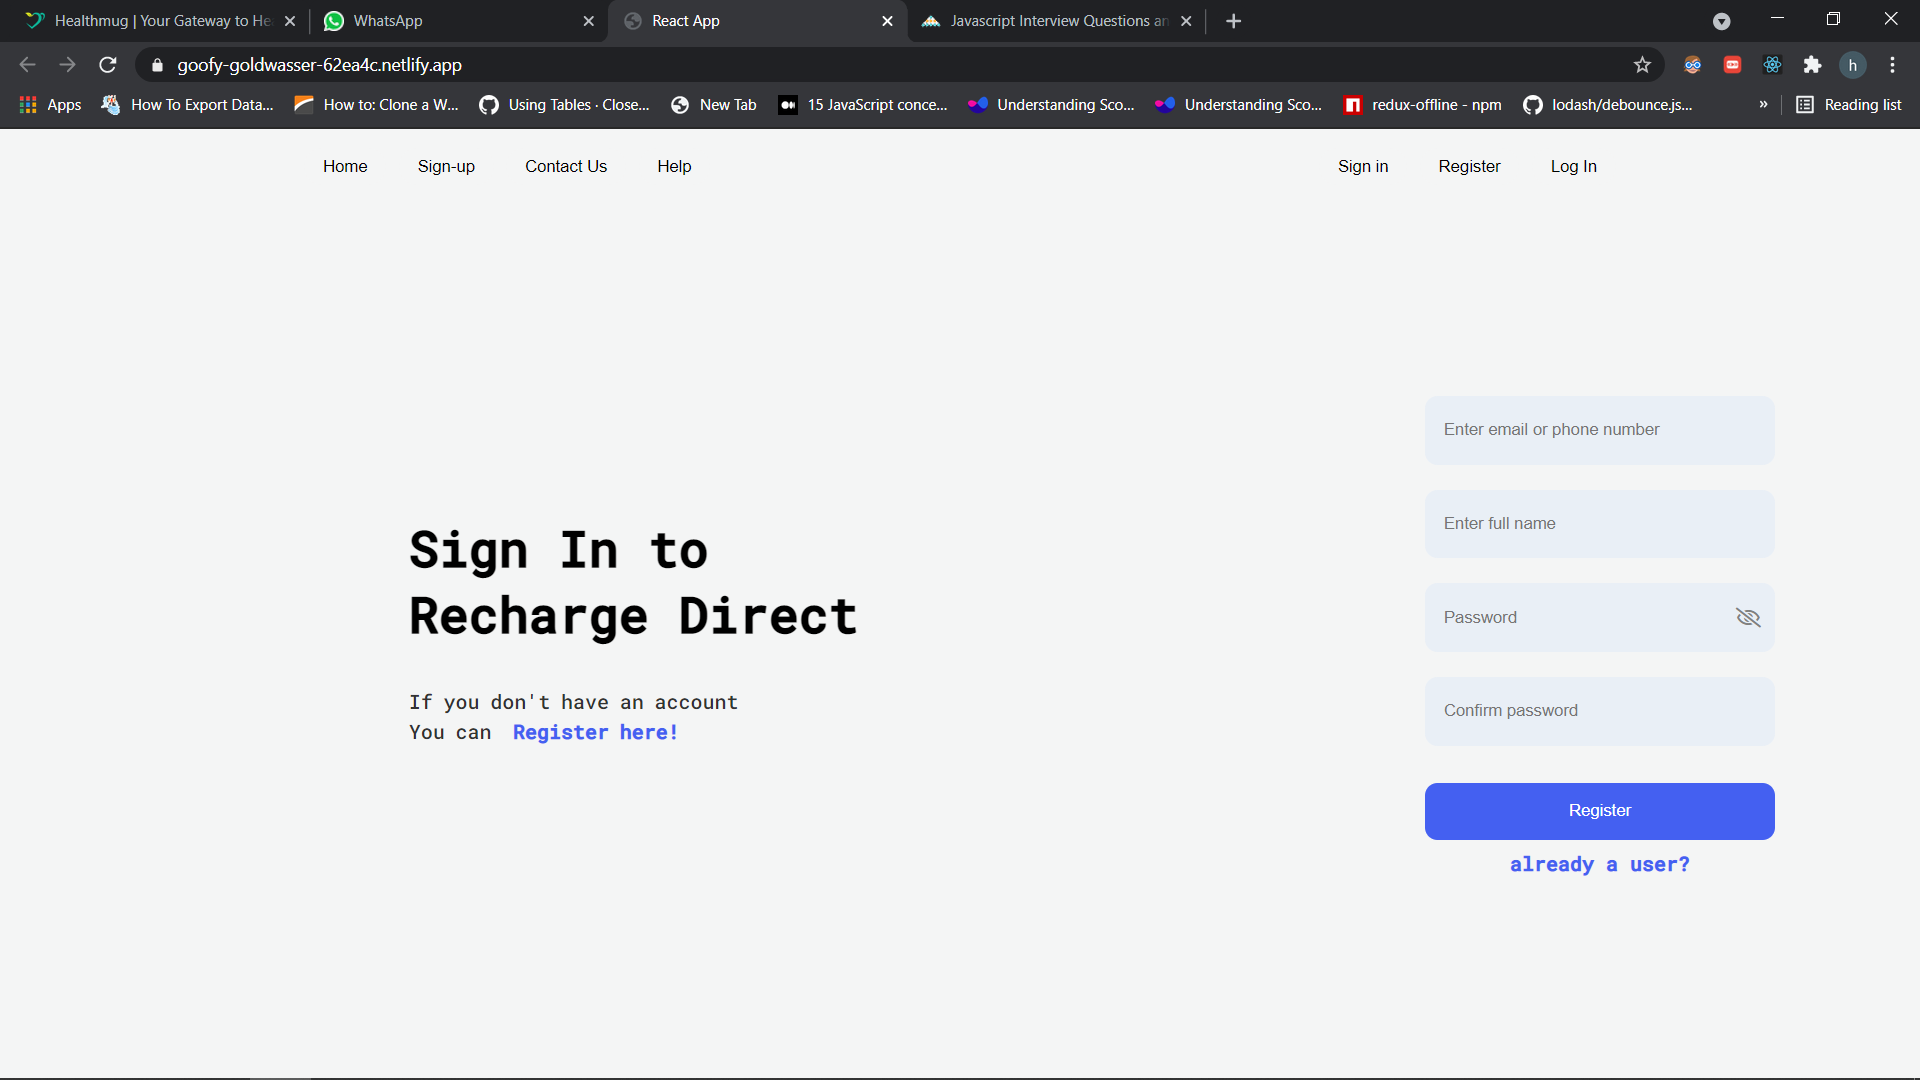 Healthmug | Your Gateway to He
WhatsApp
React App
Javascript Interview Questions an
goofy-goldwasser-62ea4c.netlify.app
h
Apps
How To Export Data...
How to: Clone a W...
Using Tables · Close...
New Tab
15 JavaScript conce...
Understanding Sco...
Understanding Sco...
redux-offline - npm
lodash/debounce.js...
»
Reading list
Home
Sign-up
Contact Us
Help
Sign in
Register
Log In
Sign In to
Recharge Direct
If you don't have an account
You can Register here!
Enter email or phone number
Enter full name
Password
Confirm password
Register
already a user?